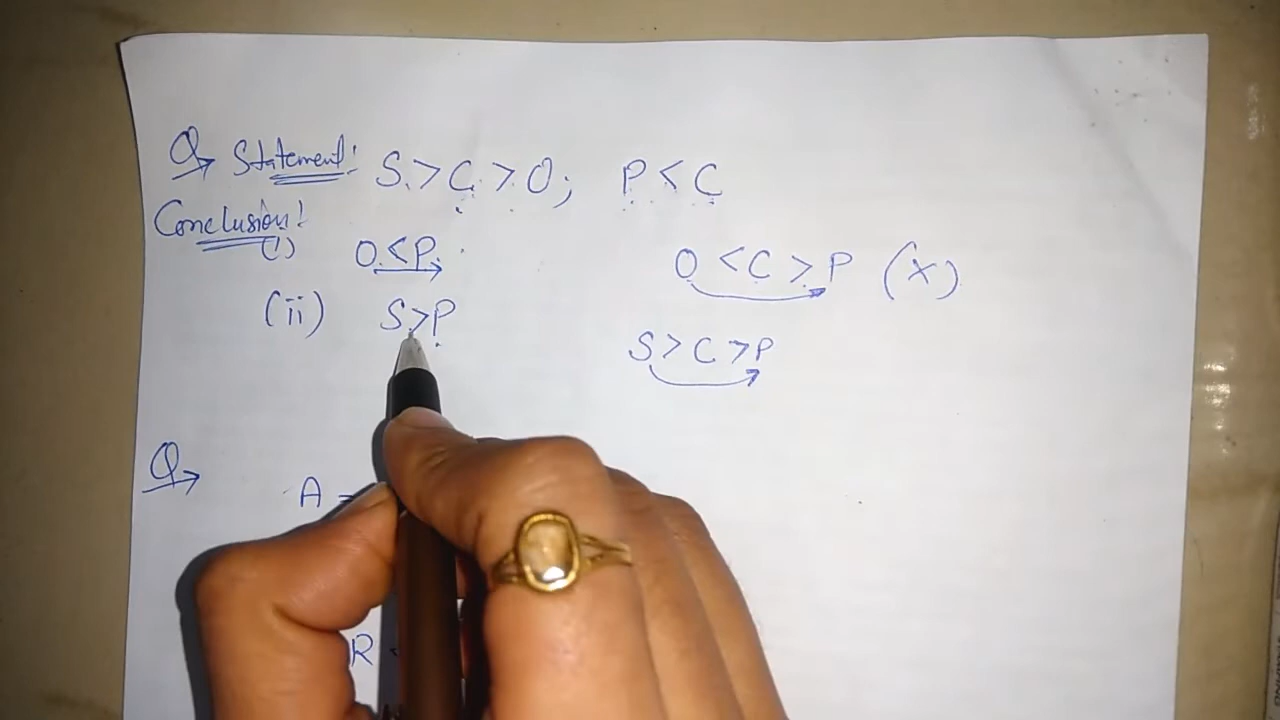 Q→ Statement: S > C > O; P < C
Conclusion:
(i) O < P
O < C > P (×)
(ii) S > P
S > C > P
Q→
A =
R